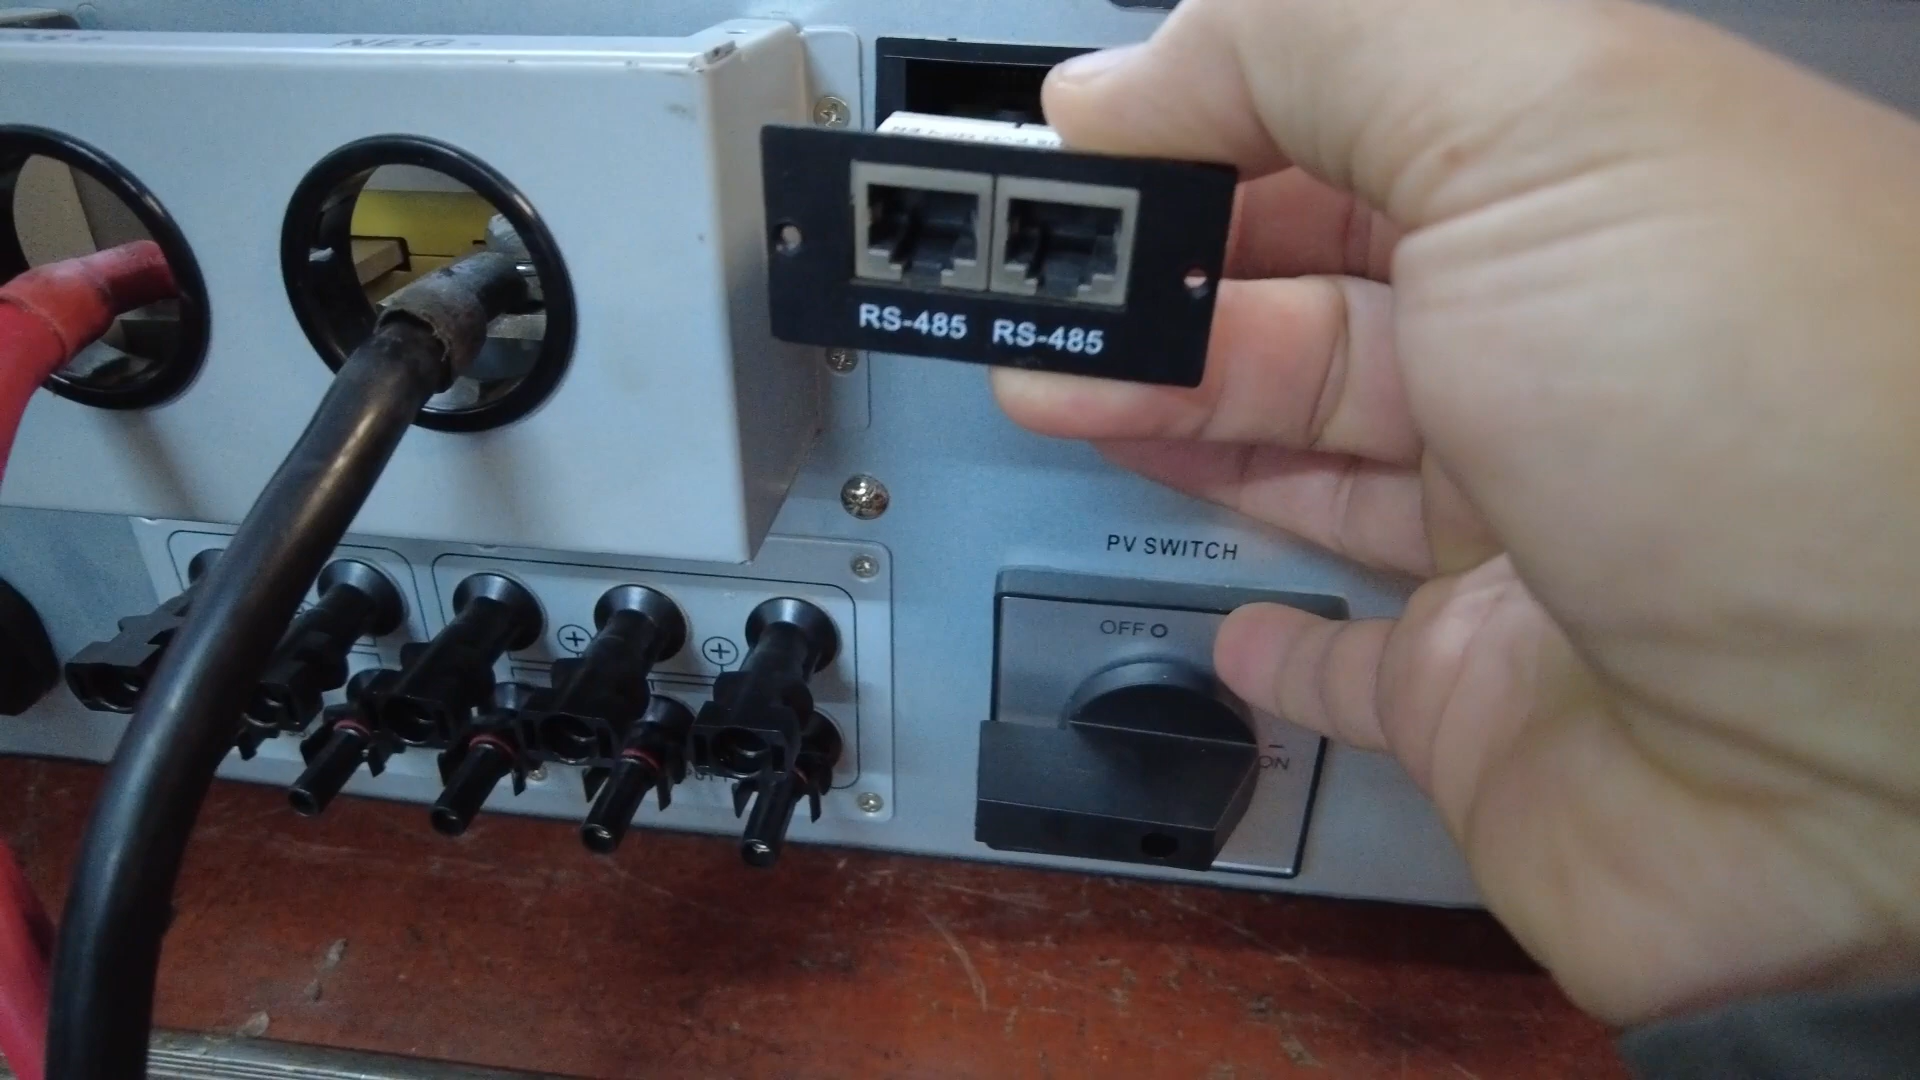 NEG -
RS-485 RS-485
PV SWITCH
OFF
ON